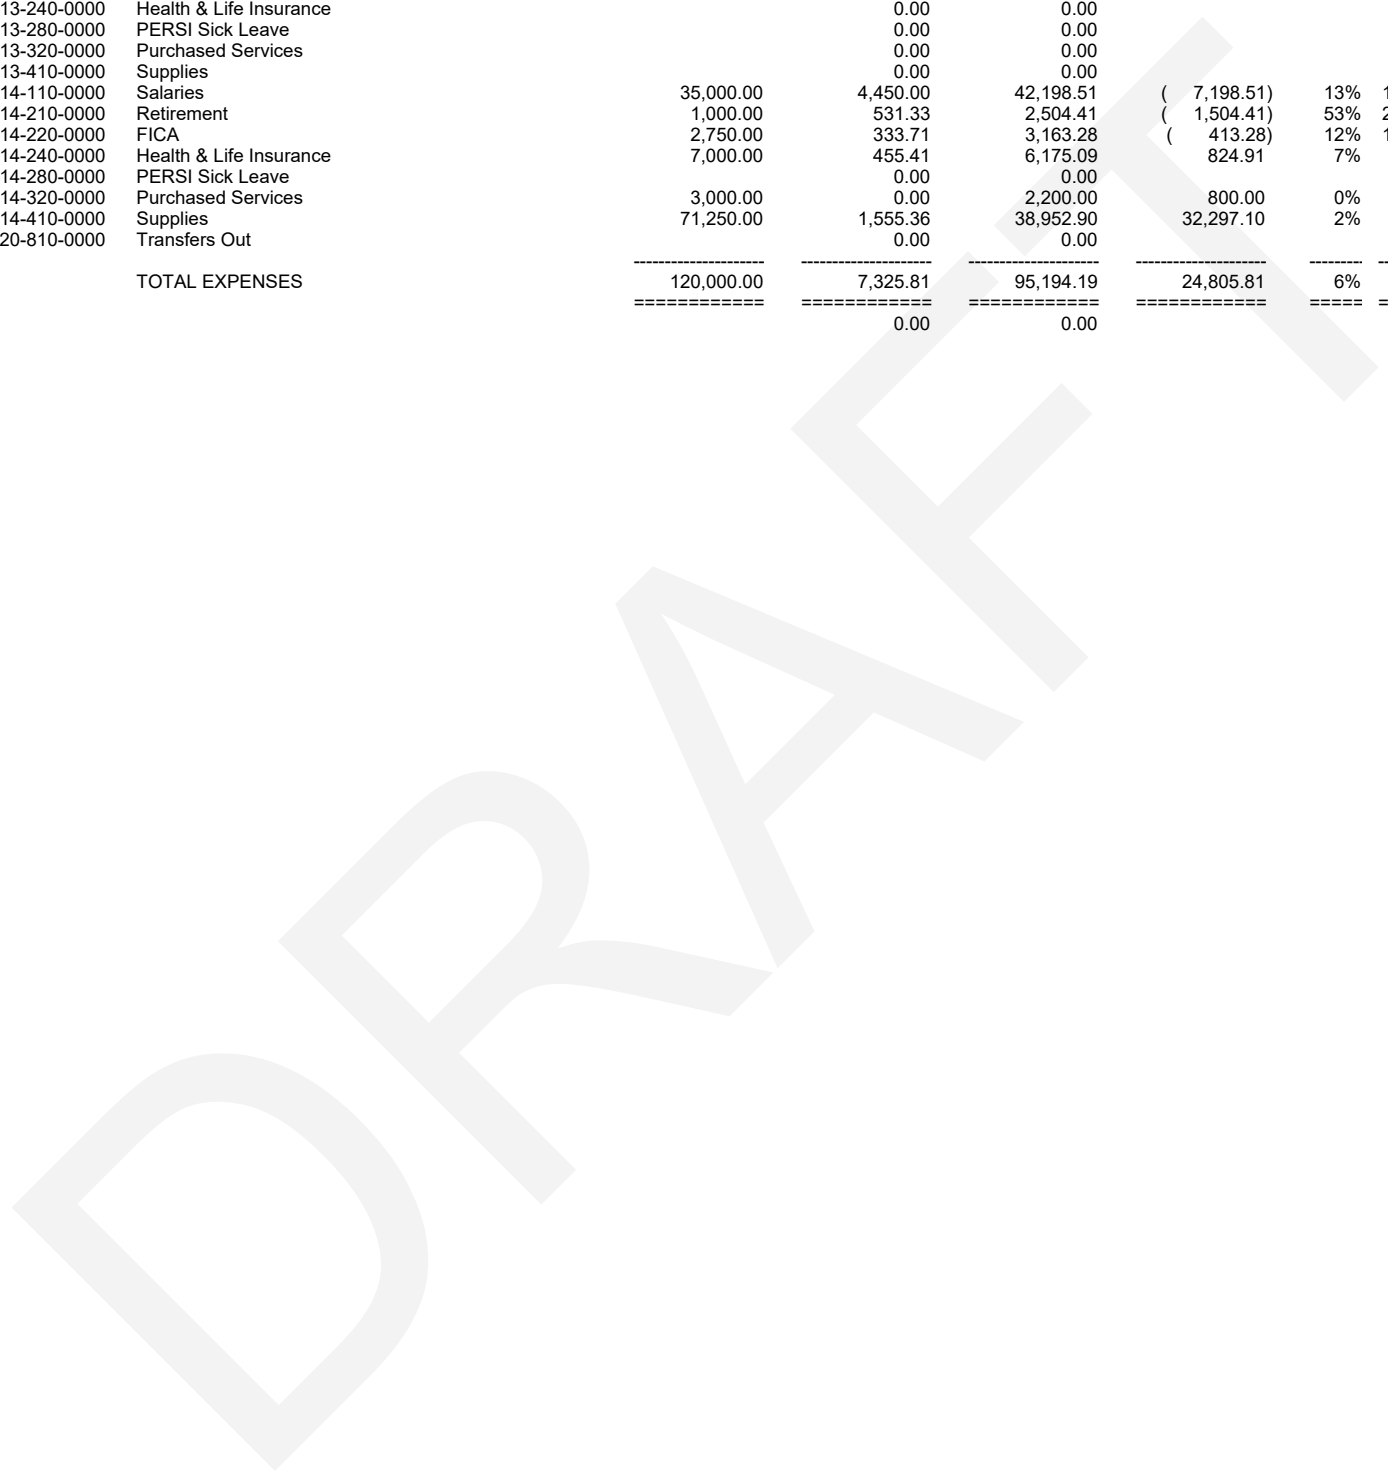 13-240-0000 Health & Life Insurance 0.00 0.00
13-280-0000 PERSI Sick Leave 0.00 0.00
13-320-0000 Purchased Services 0.00 0.00
13-410-0000 Supplies 0.00 0.00
14-110-0000 Salaries 35,000.00 4,450.00 42,198.51 ( 7,198.51) 13% 1
14-210-0000 Retirement 1,000.00 531.33 2,504.41 ( 1,504.41) 53% 2
14-220-0000 FICA 2,750.00 333.71 3,163.28 ( 413.28) 12% 1
14-240-0000 Health & Life Insurance 7,000.00 455.41 6,175.09 824.91 7%
14-280-0000 PERSI Sick Leave 0.00 0.00
14-320-0000 Purchased Services 3,000.00 0.00 2,200.00 800.00 0%
14-410-0000 Supplies 71,250.00 1,555.36 38,952.90 32,297.10 2%
20-810-0000 Transfers Out 0.00 0.00
--------------------- --------------------- --------------------- --------------------- -------- --
TOTAL EXPENSES 120,000.00 7,325.81 95,194.19 24,805.81 6%
============ ============ ============ ============ ===== =
0.00 0.00
DRAFT